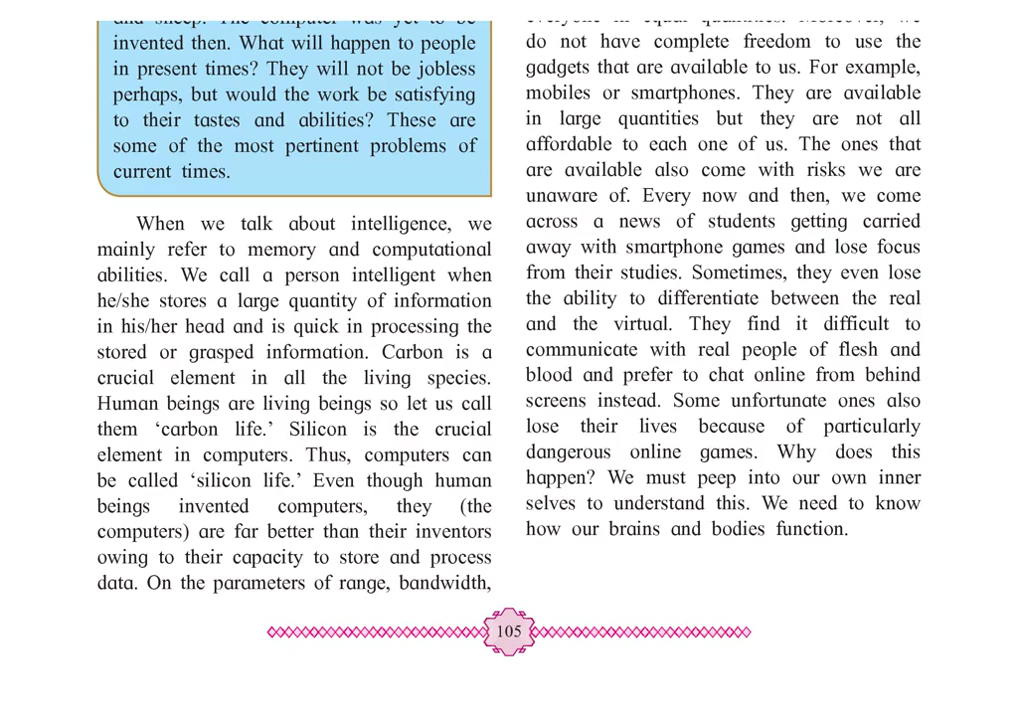 and sheep. The computer was yet to be
invented then. What will happen to people
in present times? They will not be jobless
perhaps, but would the work be satisfying
to their tastes and abilities? These are
some of the most pertinent problems of
current times.
When we talk about intelligence, we
mainly refer to memory and computational
abilities. We call a person intelligent when
he/she stores a large quantity of information
in his/her head and is quick in processing the
stored or grasped information. Carbon is a
crucial element in all the living species.
Human beings are living beings so let us call
them ‘carbon life.’ Silicon is the crucial
element in computers. Thus, computers can
be called ‘silicon life.’ Even though human
beings invented computers, they (the
computers) are far better than their inventors
owing to their capacity to store and process
data. On the parameters of range, bandwidth,
everyone in equal quantities. Moreover, we
do not have complete freedom to use the
gadgets that are available to us. For example,
mobiles or smartphones. They are available
in large quantities but they are not all
affordable to each one of us. The ones that
are available also come with risks we are
unaware of. Every now and then, we come
across a news of students getting carried
away with smartphone games and lose focus
from their studies. Sometimes, they even lose
the ability to differentiate between the real
and the virtual. They find it difficult to
communicate with real people of flesh and
blood and prefer to chat online from behind
screens instead. Some unfortunate ones also
lose their lives because of particularly
dangerous online games. Why does this
happen? We must peep into our own inner
selves to understand this. We need to know
how our brains and bodies function.
105